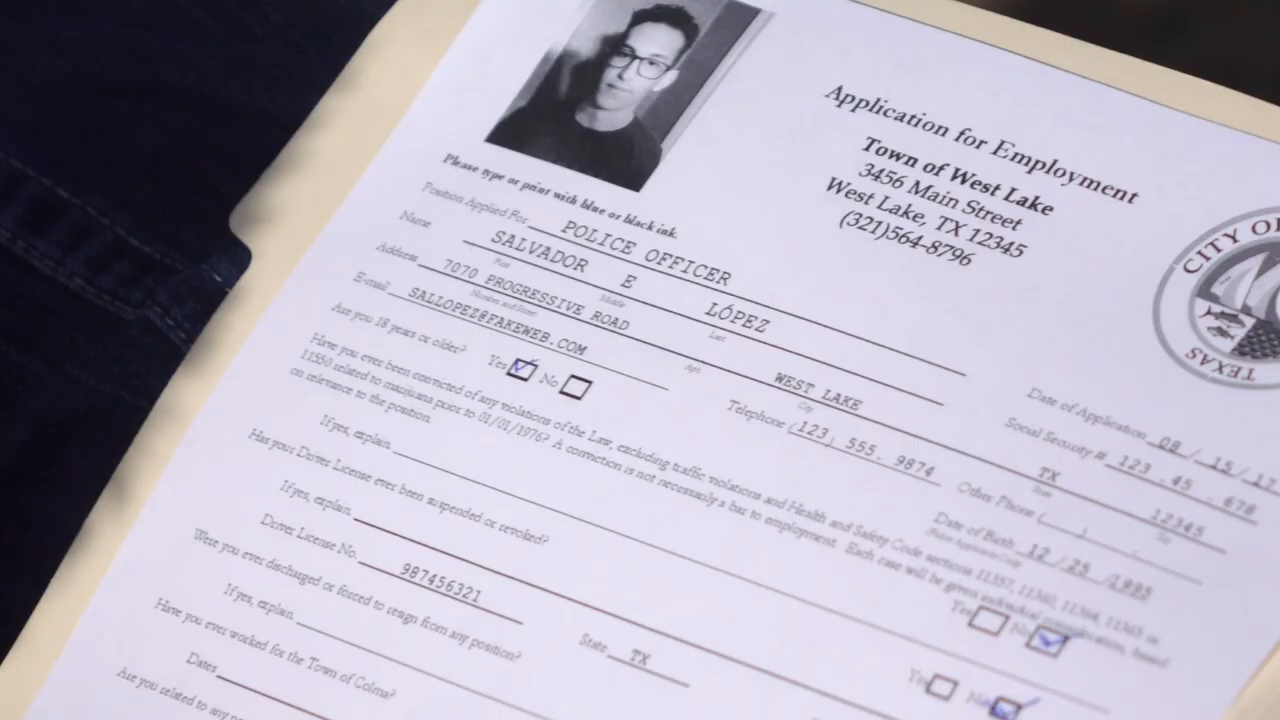 Application for Employment
Town of West Lake
3456 Main Street
West Lake, TX 12345
(321)564-8796
CITY OF
TEXAS
Please type or print with blue or black ink.
Position Applied For POLICE OFFICER
Name SALVADOR E LÓPEZ
First Middle Last
Date of Application 08 / 15 / 17
Address 7070 PROGRESSIVE ROAD WEST LAKE TX 12345
Number and Street Apt. City State Zip
Social Security # 123 . 45 . 678
E-mail SALLOPEZ@FAKEWEB.COM
Telephone (123) 555. 9874
Other Phone ( )
Are you 18 years or older? Yes No
Date of Birth 12 / 25 /1993
Have you ever been convicted of any violations of the Law, excluding traffic violations and Health and Safety Code sections 11357, 11360, 11364, 11365 or
11550 related to marijuana prior to 01/01/1976? A conviction is not necessarily a bar to employment. Each case will be given individual consideration, based
on relevance to the position.
Yes No
If yes, explain.
Has your Driver License ever been suspended or revoked?
Yes No
If yes, explain.
Driver License No. 987456321 State TX
Were you ever discharged or forced to resign from any position?
If yes, explain.
Have you ever worked for the Town of Colma?
Dates
Are you related to any